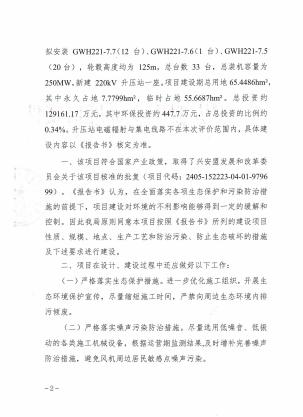 拟安装 GWH221-7.7(12 台)、GWH221-7.6(1 台)、GWH221-7.5
(20 台)，轮毂高度均为 125m，总台数 33 台，总装机容量为
250MW。新建 220kV 升压站一座。项目建设期总用地 65.4486hm²，
其中永久占地 7.7799hm²，临时占地 55.6687hm²。总投资约
129161.17 万元，其中环保投资约 447.7 万元，占总投资的比例约
0.34%。升压站电磁辐射与集电线路不在本次评价范围内。具体建
设内容以《报告书》核定为准。
一、该项目符合国家产业政策，取得了兴安盟发展和改革委
员会关于该项目核准的批复（项目代码：2405-152223-04-01-9796
99）。《报告书》认为，在全面落实各项生态保护和污染防治措
施的前提下，项目建设对环境的不利影响能够得到一定的缓解和
控制。因此我局原则同意本项目按照《报告书》所列的建设项目
性质、规模、地点、生产工艺和防治污染、防止生态破坏的措施
及下述要求进行建设。
二、项目在设计、建设过程中还应做好以下工作：
（一）严格落实生态保护措施。进一步优化施工组织，开展生
态环境保护宣传，尽量缩短施工时间，严禁向周边生态环境内排
污倾废。
（二）严格落实噪声污染防治措施。尽量选用低噪音、低振
动的各类施工机械设备，根据运营期监测结果及时增补完善噪声
防治措施，避免风机周边居民敏感点噪声污染。
-2-